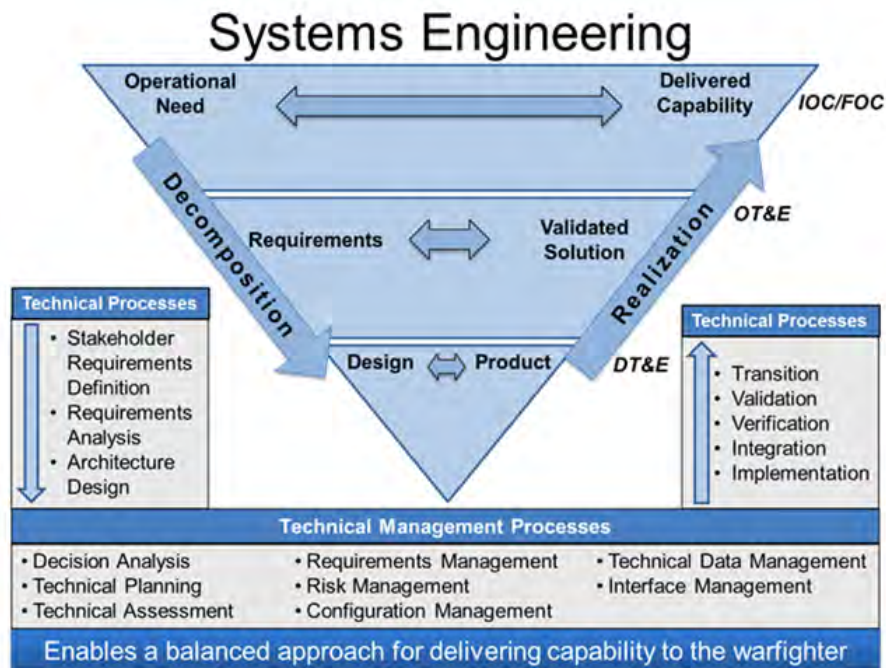 Systems Engineering
Operational
Need
Delivered
Capability
IOC/FOC
Decomposition
Realization
OT&E
Requirements
Validated
Solution
Design
Product
DT&E
Technical Processes
• Stakeholder
Requirements
Definition
• Requirements
Analysis
• Architecture
Design
Technical Processes
• Transition
• Validation
• Verification
• Integration
• Implementation
Technical Management Processes
• Decision Analysis
• Technical Planning
• Technical Assessment
• Requirements Management
• Risk Management
• Configuration Management
• Technical Data Management
• Interface Management
Enables a balanced approach for delivering capability to the warfighter